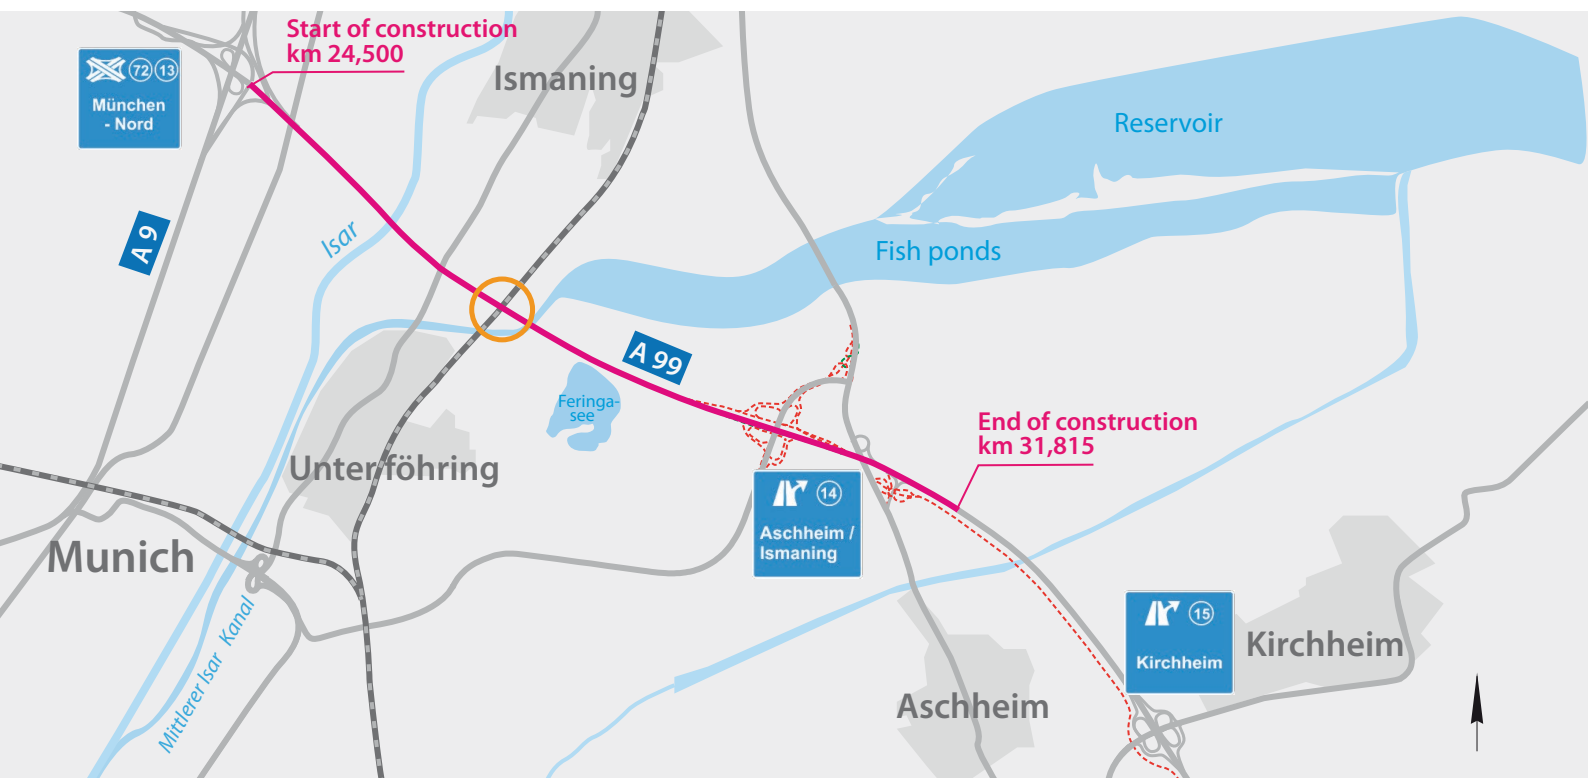 Start of construction
km 24,500
72 13
München
- Nord
Ismaning
Reservoir
A 9
Isar
Fish ponds
A 99
Feringa-
see
End of construction
km 31,815
Unterföhring
14
Aschheim /
Ismaning
Munich
15
Kirchheim
Kirchheim
Mittlerer Isar Kanal
Aschheim